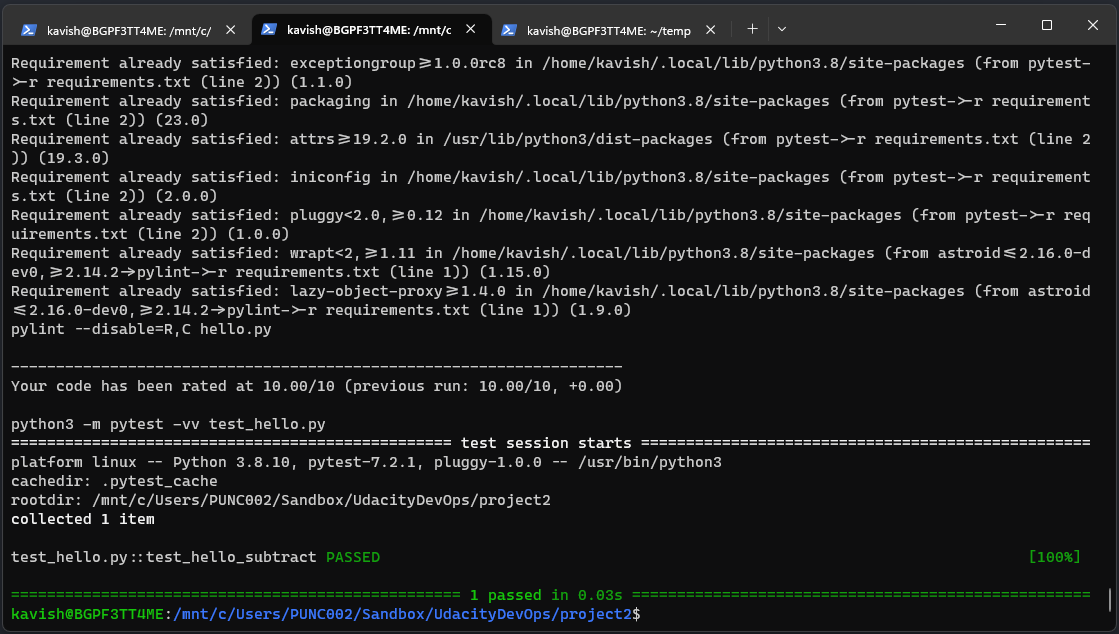 kavish@BGPF3TT4ME: /mnt/c/
kavish@BGPF3TT4ME: /mnt/c
kavish@BGPF3TT4ME: ~/temp
Requirement already satisfied: exceptiongroup>=1.0.0rc8 in /home/kavish/.local/lib/python3.8/site-packages (from pytest-
>-r requirements.txt (line 2)) (1.1.0)
Requirement already satisfied: packaging in /home/kavish/.local/lib/python3.8/site-packages (from pytest->-r requirement
s.txt (line 2)) (23.0)
Requirement already satisfied: attrs>=19.2.0 in /usr/lib/python3/dist-packages (from pytest->-r requirements.txt (line 2
)) (19.3.0)
Requirement already satisfied: iniconfig in /home/kavish/.local/lib/python3.8/site-packages (from pytest->-r requirement
s.txt (line 2)) (2.0.0)
Requirement already satisfied: pluggy<2.0,>=0.12 in /home/kavish/.local/lib/python3.8/site-packages (from pytest->-r req
uirements.txt (line 2)) (1.0.0)
Requirement already satisfied: wrapt<2,>=1.11 in /home/kavish/.local/lib/python3.8/site-packages (from astroid<=2.16.0-d
ev0,>=2.14.2->pylint->-r requirements.txt (line 1)) (1.15.0)
Requirement already satisfied: lazy-object-proxy>=1.4.0 in /home/kavish/.local/lib/python3.8/site-packages (from astroid
<=2.16.0-dev0,>=2.14.2->pylint->-r requirements.txt (line 1)) (1.9.0)
pylint --disable=R,C hello.py
--------------------------------------------------------------------
Your code has been rated at 10.00/10 (previous run: 10.00/10, +0.00)
python3 -m pytest -vv test_hello.py
================================================= test session starts ==================================================
platform linux -- Python 3.8.10, pytest-7.2.1, pluggy-1.0.0 -- /usr/bin/python3
cachedir: .pytest_cache
rootdir: /mnt/c/Users/PUNC002/Sandbox/UdacityDevOps/project2
collected 1 item
test_hello.py::test_hello_subtract PASSED [100%]
================================================== 1 passed in 0.03s ===================================================
kavish@BGPF3TT4ME:/mnt/c/Users/PUNC002/Sandbox/UdacityDevOps/project2$